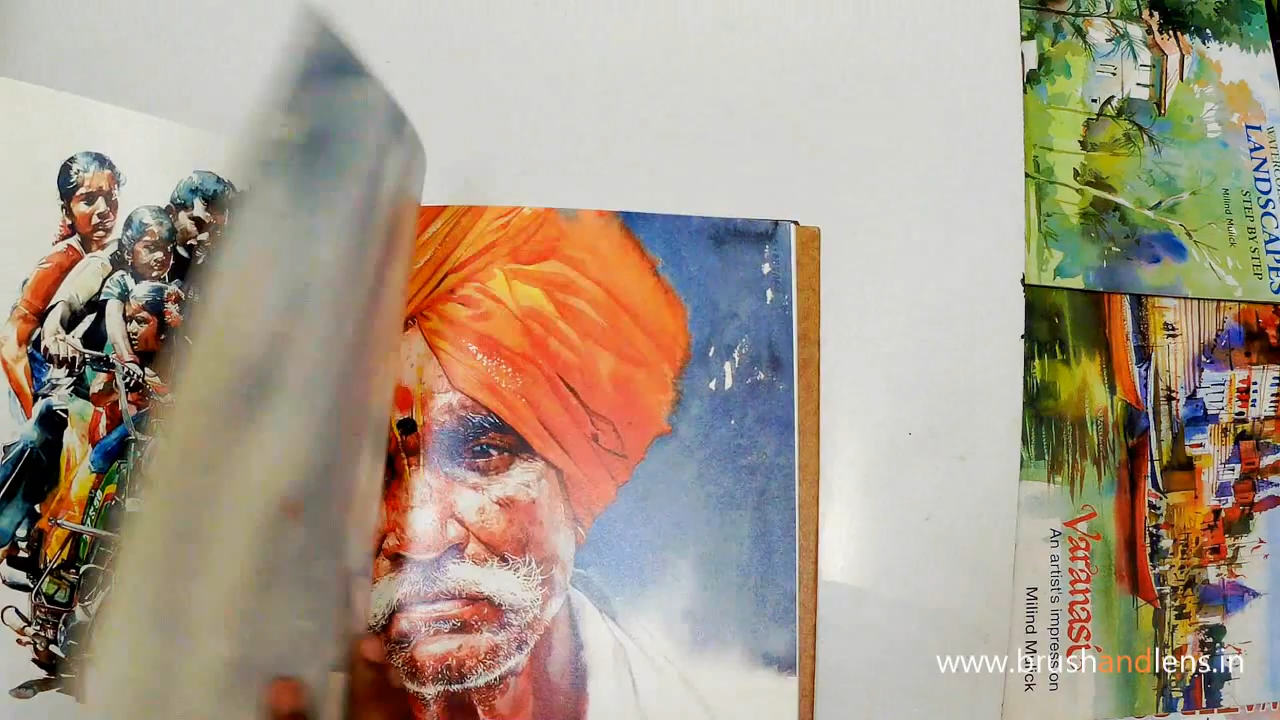 LANDSCAPES
STEP BY STEP
Milind Mulick
Varanasi
An artist's impression
Milind Mulick
www.brushandlens.in